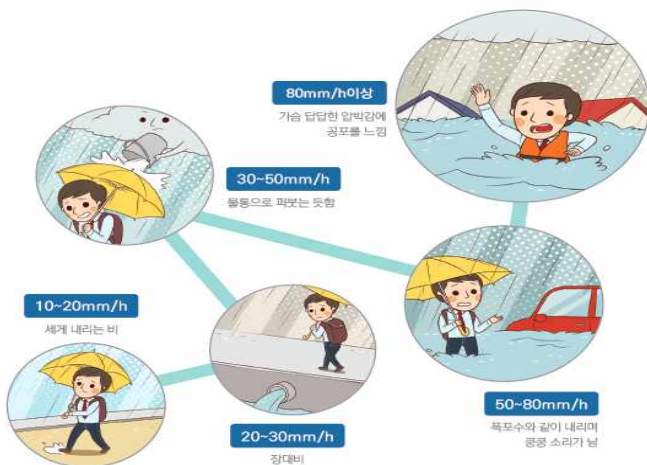 80mm/h이상
가슴 답답한 압박감에
공포를 느낌
30~50mm/h
물통으로 퍼붓는 듯함
10~20mm/h
세게 내리는 비
20~30mm/h
장대비
50~80mm/h
폭포수와 같이 내리며
쿵쿵 소리가 남